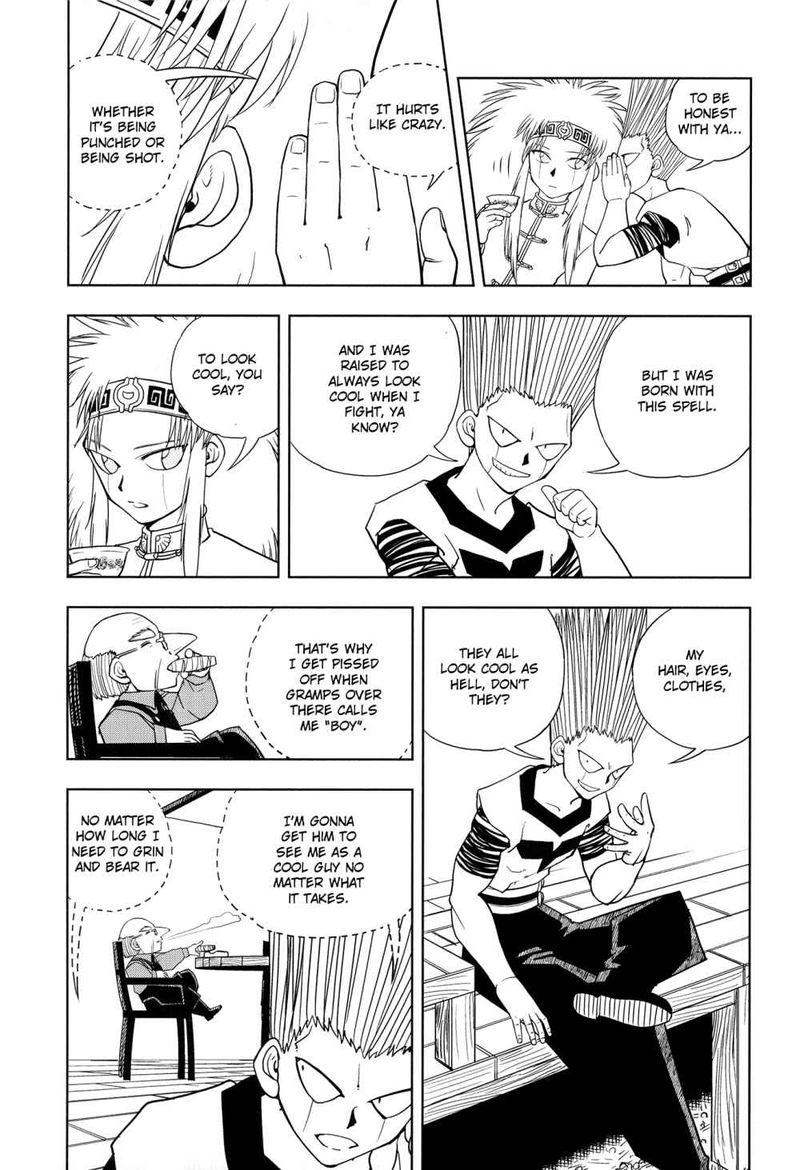 TO BE
HONEST
WITH YA...
IT HURTS
LIKE CRAZY.
WHETHER
IT'S BEING
PUNCHED OR
BEING SHOT.
BUT I WAS
BORN WITH
THIS SPELL.
AND I WAS
RAISED TO
ALWAYS LOOK
COOL WHEN I
FIGHT, YA
KNOW?
TO LOOK
COOL, YOU
SAY?
MY
HAIR, EYES,
CLOTHES,
THEY ALL
LOOK COOL AS
HELL, DON'T
THEY?
THAT'S WHY
I GET PISSED
OFF WHEN
GRAMPS OVER
THERE CALLS
ME "BOY".
I'M GONNA
GET HIM TO
SEE ME AS A
COOL GUY NO
MATTER WHAT
IT TAKES.
NO MATTER
HOW LONG I
NEED TO GRIN
AND BEAR IT.